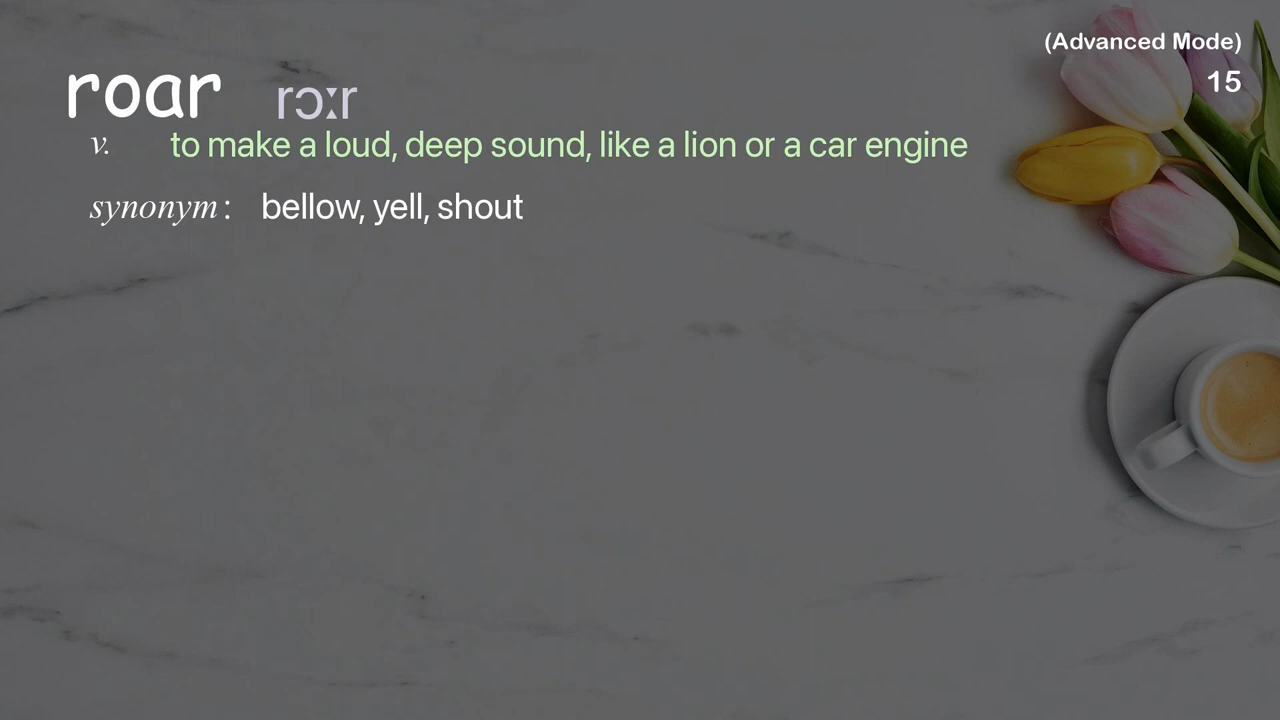 (Advanced Mode)
15
roar rɔːr
v. to make a loud, deep sound, like a lion or a car engine
synonym: bellow, yell, shout